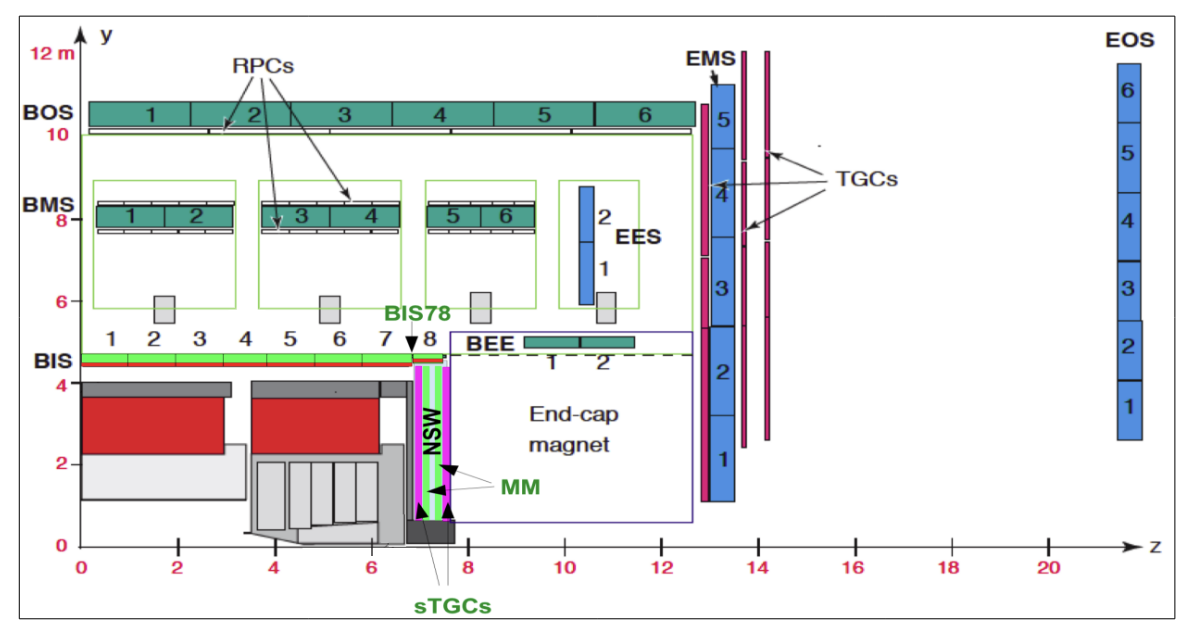 y
12 m
EOS
EMS
RPCs
BOS
1 2 3 4 5 6
10
5
6
5
4
3
2
1
TGCs
4
3
2
1
BMS
8
1 2
3 4
5 6
2
EES
1
6
BIS78
1 2 3 4 5 6 7 8
BEE
1 2
BIS
4
NSW
End-cap
magnet
2
MM
0
z
0 2 4 6 8 10 12 14 16 18 20
sTGCs